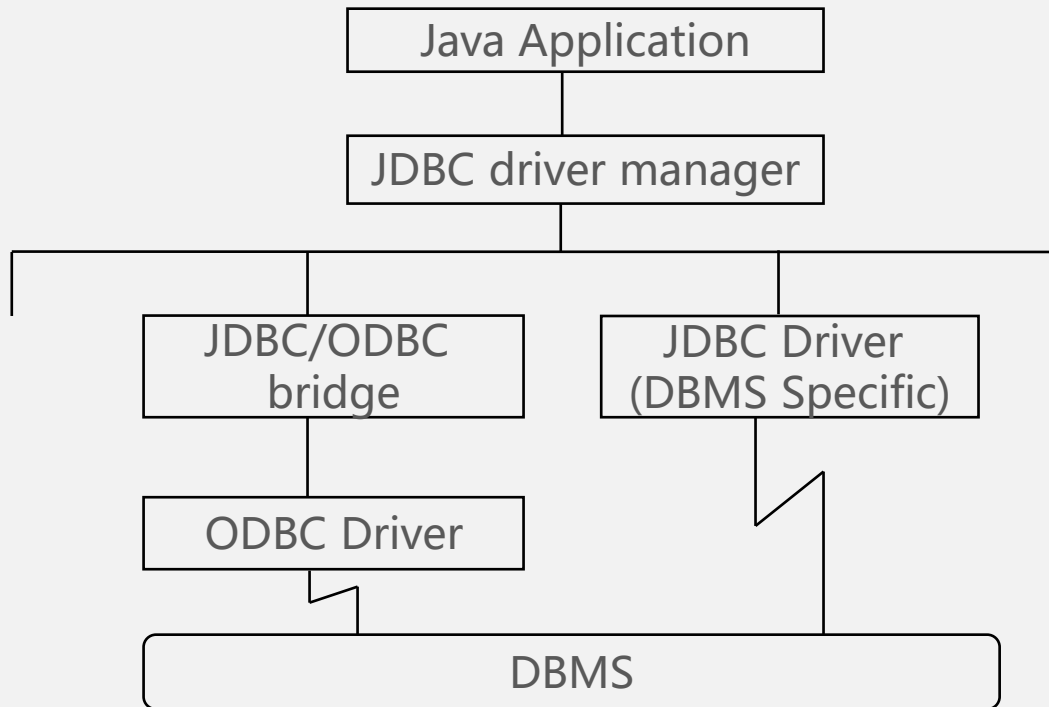 Java Application
JDBC driver manager
JDBC/ODBC
bridge
JDBC Driver
(DBMS Specific)
ODBC Driver
DBMS